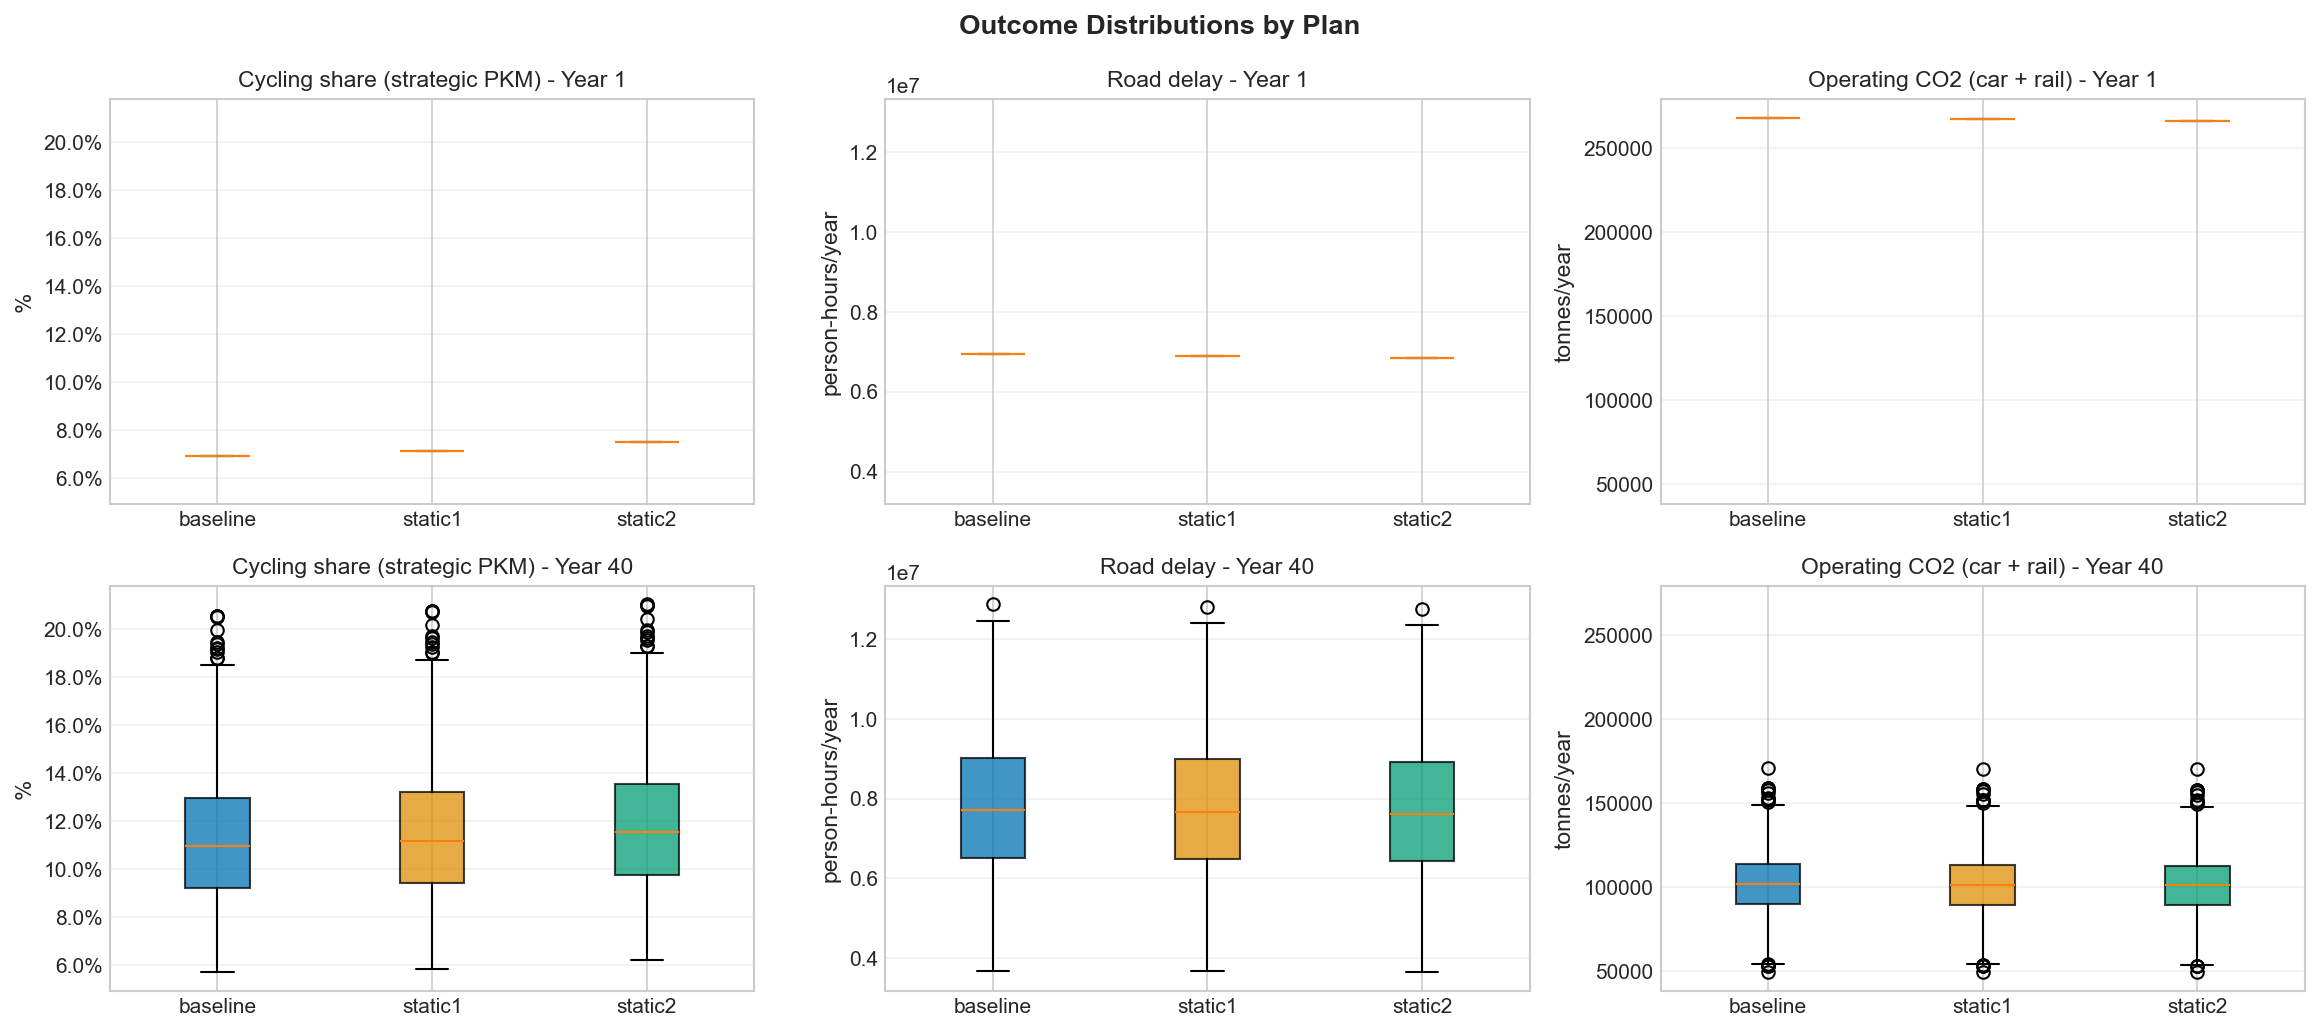 Outcome Distributions by Plan
Cycling share (strategic PKM) - Year 1
%
20.0%
18.0%
16.0%
14.0%
12.0%
10.0%
8.0%
6.0%
baseline
static1
static2
Road delay - Year 1
1e7
person-hours/year
1.2
1.0
0.8
0.6
0.4
baseline
static1
static2
Operating CO2 (car + rail) - Year 1
tonnes/year
250000
200000
150000
100000
50000
baseline
static1
static2
Cycling share (strategic PKM) - Year 40
%
20.0%
18.0%
16.0%
14.0%
12.0%
10.0%
8.0%
6.0%
baseline
static1
static2
Road delay - Year 40
1e7
person-hours/year
1.2
1.0
0.8
0.6
0.4
baseline
static1
static2
Operating CO2 (car + rail) - Year 40
tonnes/year
250000
200000
150000
100000
50000
baseline
static1
static2